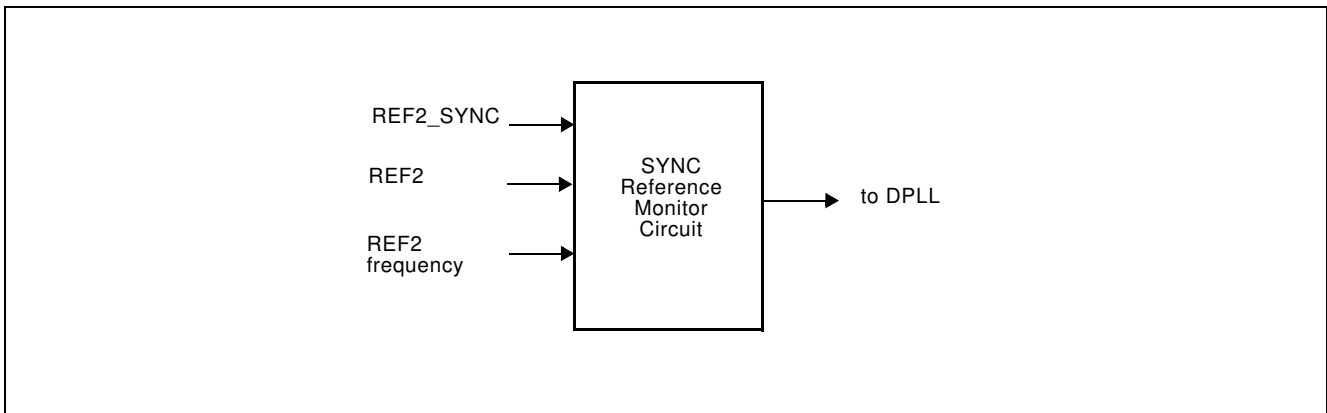 REF2_SYNC
REF2
REF2
frequency
SYNC
Reference
Monitor
Circuit
to DPLL